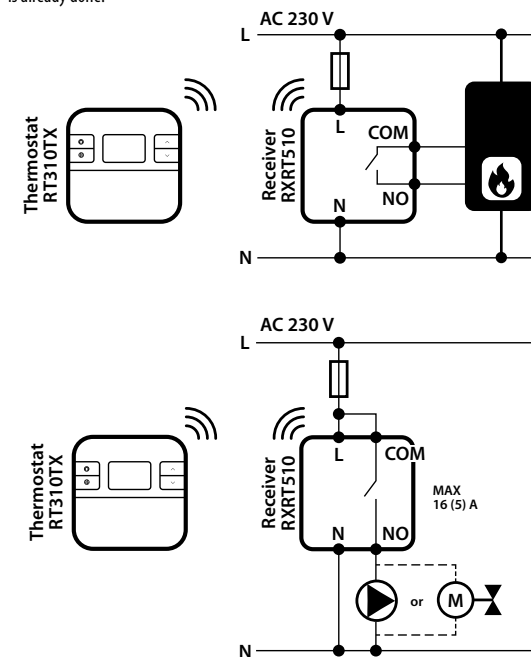 is already done.
AC 230 V
L
Thermostat
RT310TX
Receiver
RXRT510
L
COM
NO
N
N
AC 230 V
L
Thermostat
RT310TX
Receiver
RXRT510
L
COM
MAX
16 (5) A
N
NO
or
M
N